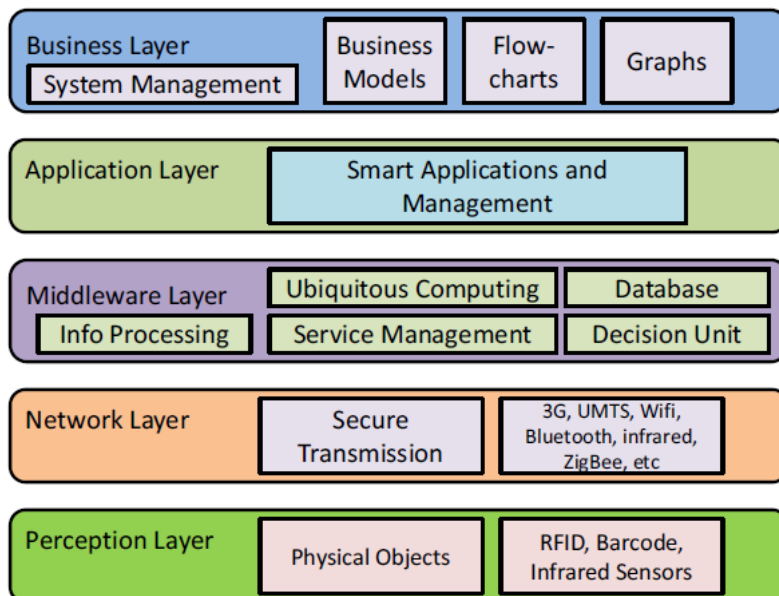 Business Layer
System Management
Business
Models
Flow-
charts
Graphs
Application Layer
Smart Applications and
Management
Middleware Layer
Info Processing
Ubiquitous Computing
Database
Service Management
Decision Unit
Network Layer
Secure
Transmission
3G, UMTS, Wifi,
Bluetooth, infrared,
ZigBee, etc
Perception Layer
Physical Objects
RFID, Barcode,
Infrared Sensors